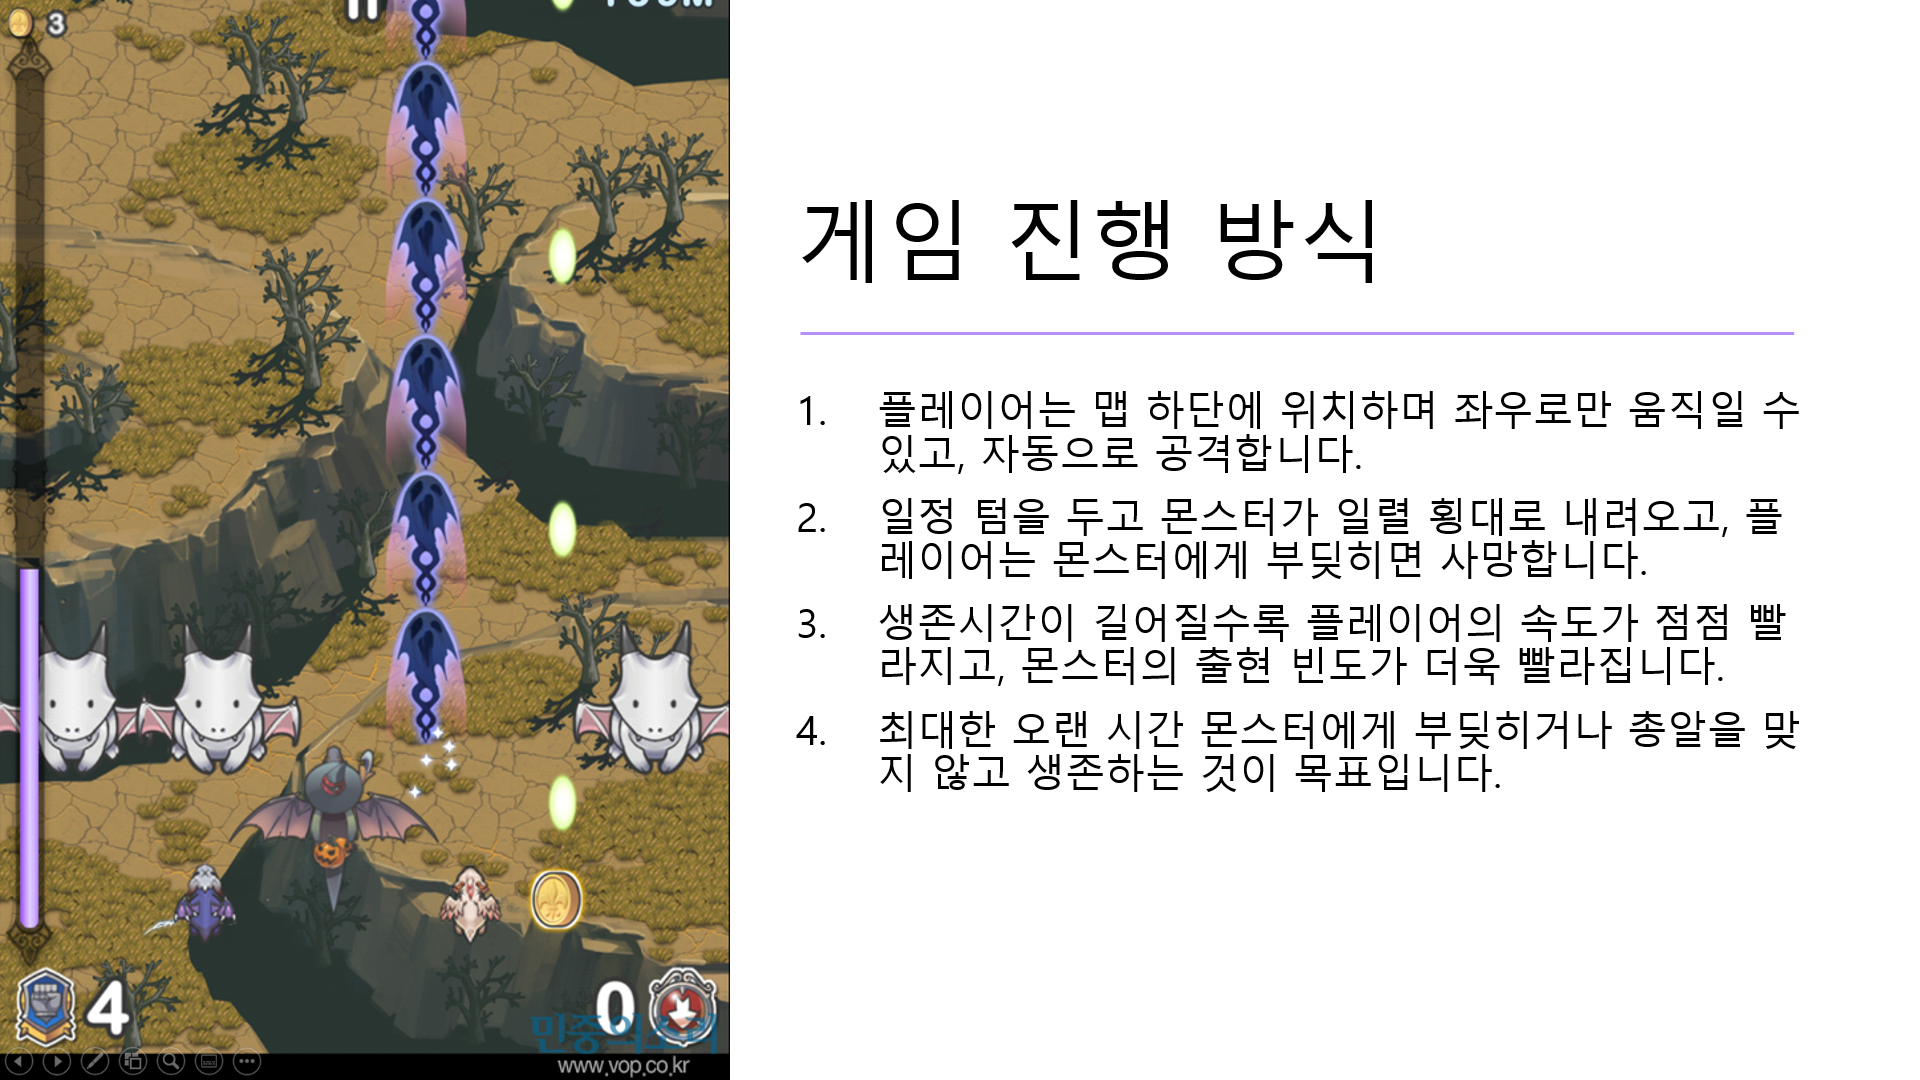 3
게임 진행 방식
1. 플레이어는 맵 하단에 위치하며 좌우로만 움직일 수
있고, 자동으로 공격합니다.
2. 일정 텀을 두고 몬스터가 일렬 횡대로 내려오고, 플
레이어는 몬스터에게 부딪히면 사망합니다.
3. 생존시간이 길어질수록 플레이어의 속도가 점점 빨
라지고, 몬스터의 출현 빈도가 더욱 빨라집니다.
4. 최대한 오랜 시간 몬스터에게 부딪히거나 총알을 맞
지 않고 생존하는 것이 목표입니다.
4
0
민중의소리
www.vop.co.kr